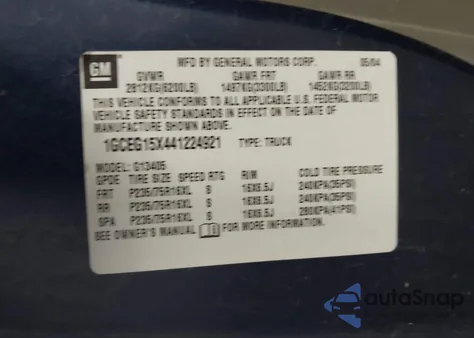 GM
MFD BY GENERAL MOTORS CORP. 05/04
GVWR GAWR FRT GAWR RR
2812KG(6200LB) 1497KG(3300LB) 1452KG(3200LB)
THIS VEHICLE CONFORMS TO ALL APPLICABLE U.S. FEDERAL MOTOR
VEHICLE SAFETY STANDARDS IN EFFECT ON THE DATE OF
MANUFACTURE SHOWN ABOVE.
1GCEG15X441224921 TYPE: TRUCK
MODEL: G13405
TIRE SIZE SPEED RTG RIM COLD TIRE PRESSURE
FRT P235/75R16XL S 16X6.5J 240KPA(35PSI)
RR P235/75R16XL S 16X6.5J 240KPA(35PSI)
SPA P235/75R16XL S 16X6.5J 280KPA(41PSI)
SEE OWNER'S MANUAL FOR MORE INFORMATION.
autoSnap